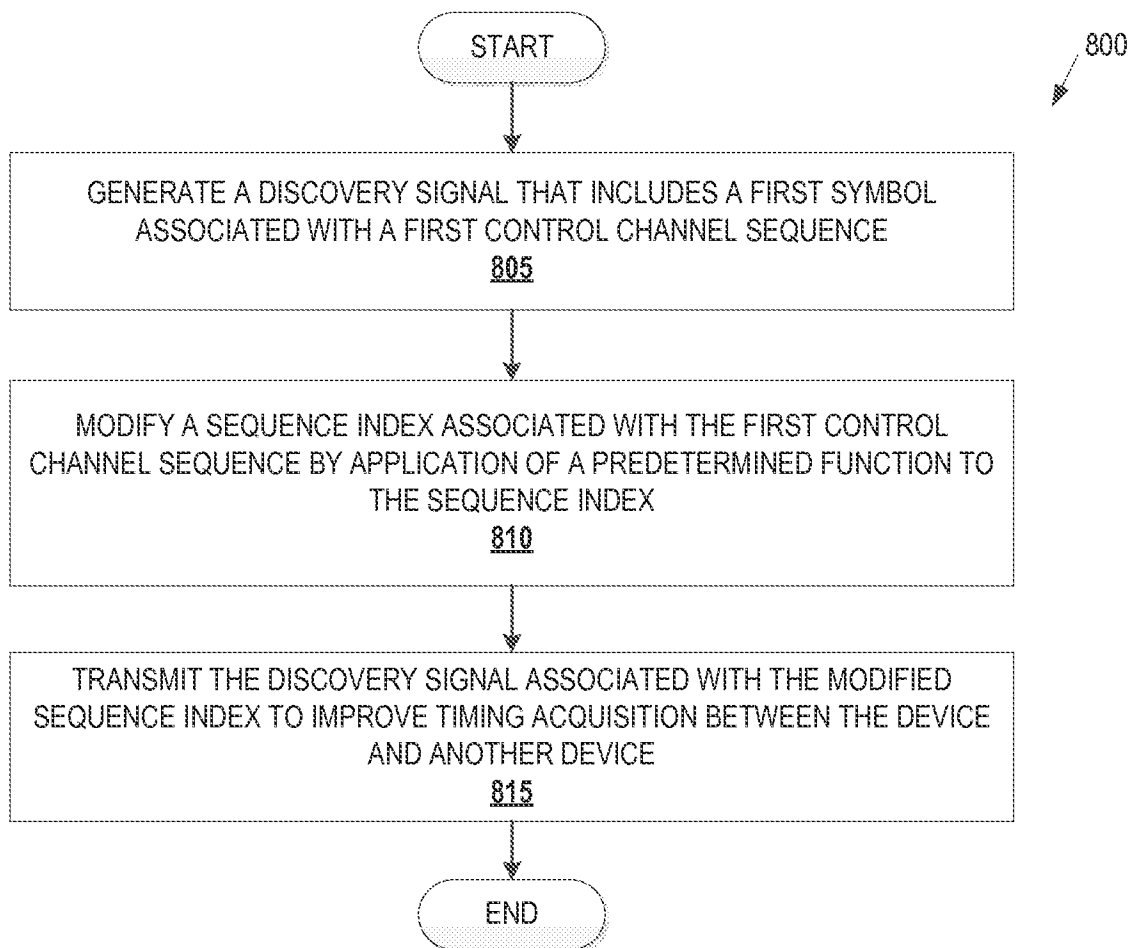 START
800
GENERATE A DISCOVERY SIGNAL THAT INCLUDES A FIRST SYMBOL
ASSOCIATED WITH A FIRST CONTROL CHANNEL SEQUENCE
805
MODIFY A SEQUENCE INDEX ASSOCIATED WITH THE FIRST CONTROL
CHANNEL SEQUENCE BY APPLICATION OF A PREDETERMINED FUNCTION TO
THE SEQUENCE INDEX
810
TRANSMIT THE DISCOVERY SIGNAL ASSOCIATED WITH THE MODIFIED
SEQUENCE INDEX TO IMPROVE TIMING ACQUISITION BETWEEN THE DEVICE
AND ANOTHER DEVICE
815
END